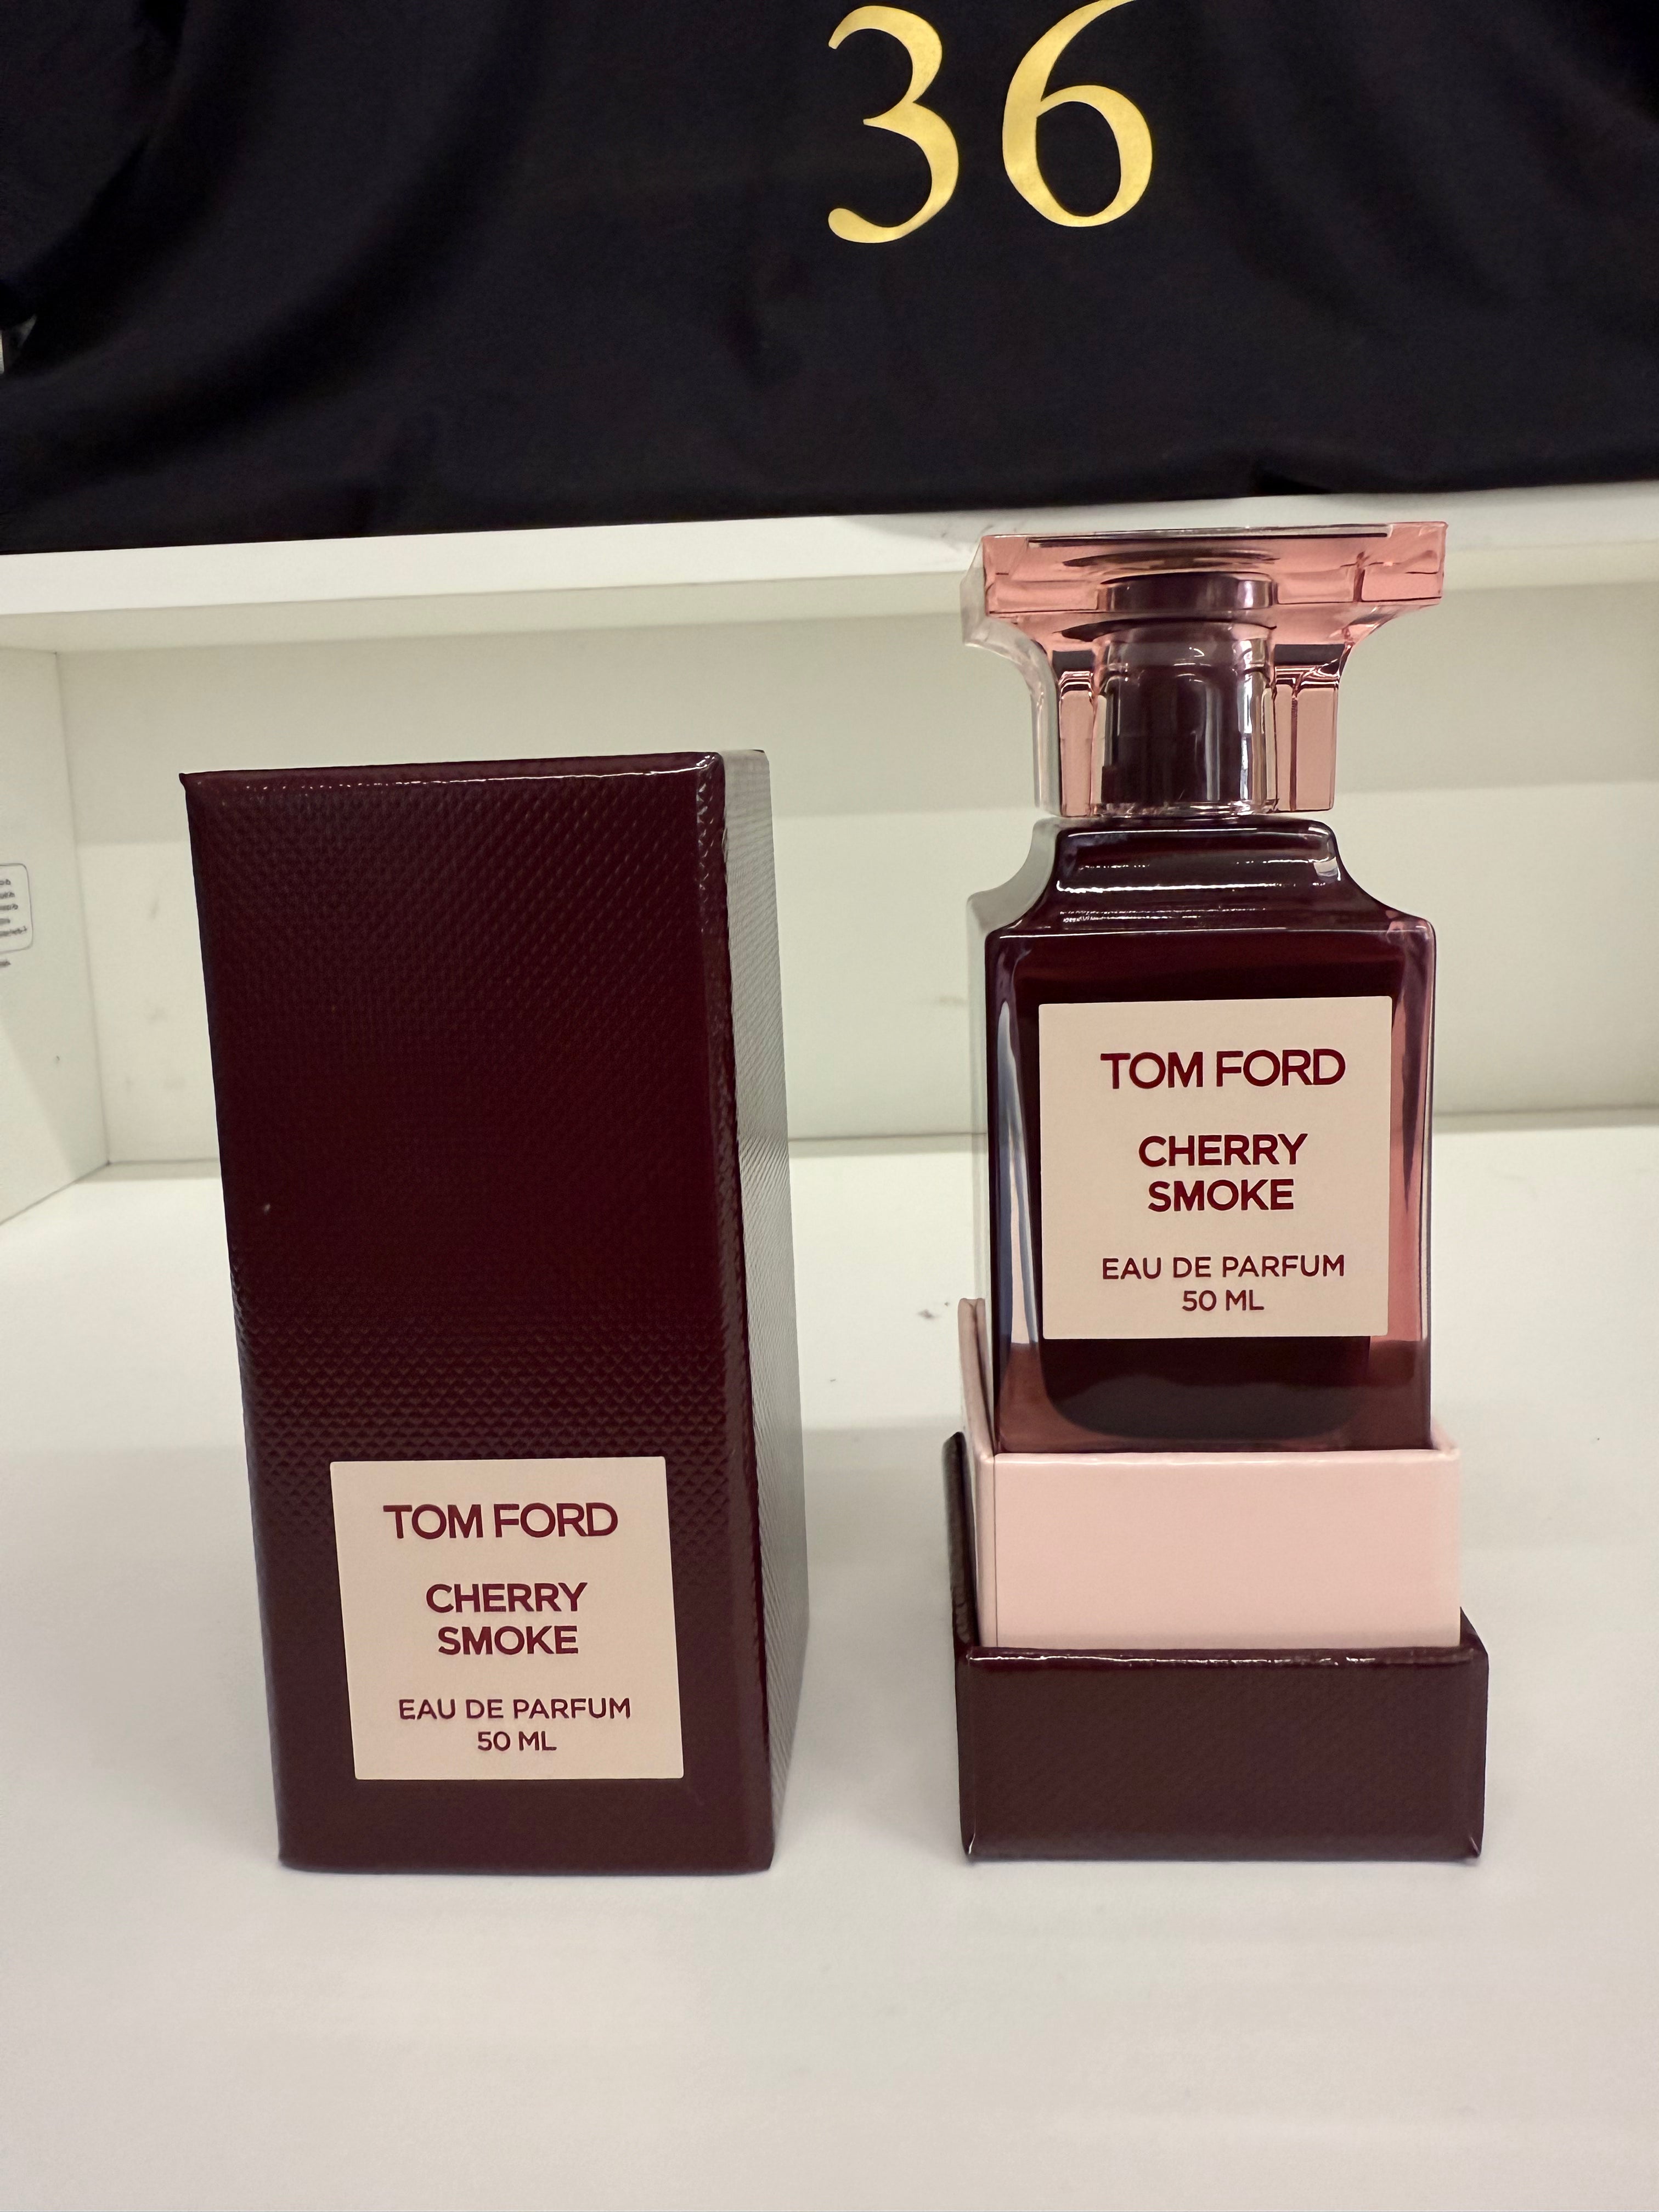 36
TOM FORD
CHERRY
SMOKE
EAU DE PARFUM
50 ML
TOM FORD
CHERRY
SMOKE
EAU DE PARFUM
50 ML